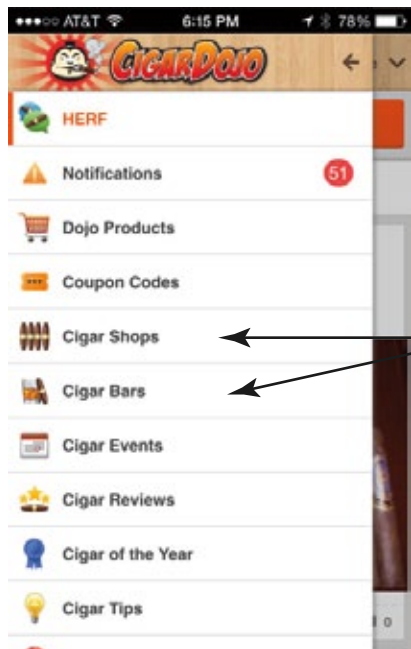 AT&T 6:15 PM 78%
CIGARDOJO
HERF
Notifications 51
Dojo Products
Coupon Codes
Cigar Shops
Cigar Bars
Cigar Events
Cigar Reviews
Cigar of the Year
Cigar Tips
0